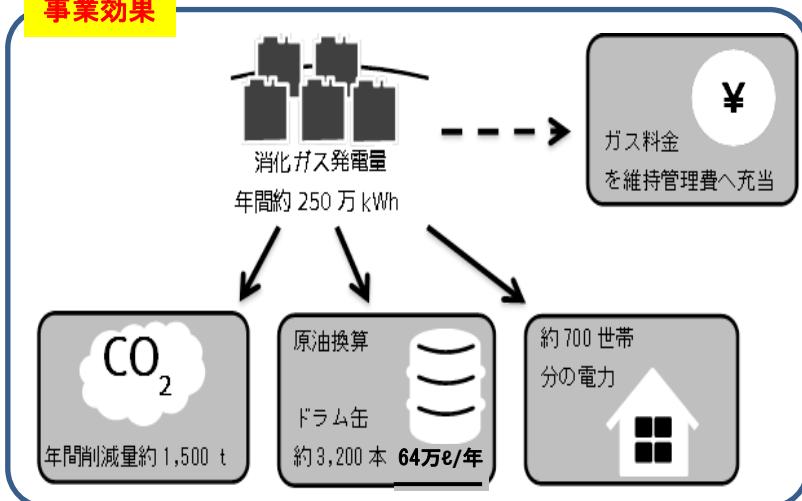 事業効果
消化ガス発電量
年間約 250 万 kWh
¥
ガス料金
を維持管理費へ充当
CO2
年間削減量約 1,500 t
原油換算
ドラム缶
約 3,200 本 64万ℓ/年
約 700 世帯
分の電力